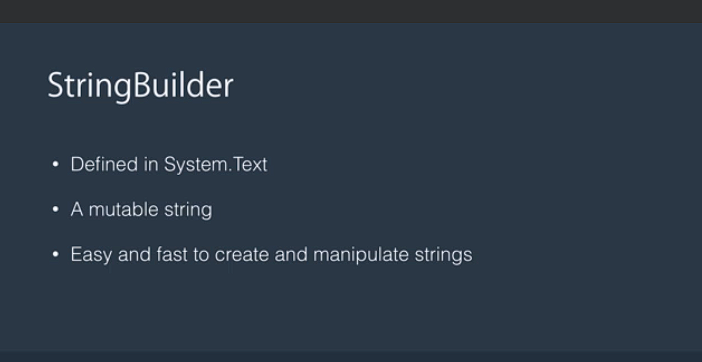 StringBuilder
• Defined in System.Text
• A mutable string
• Easy and fast to create and manipulate strings